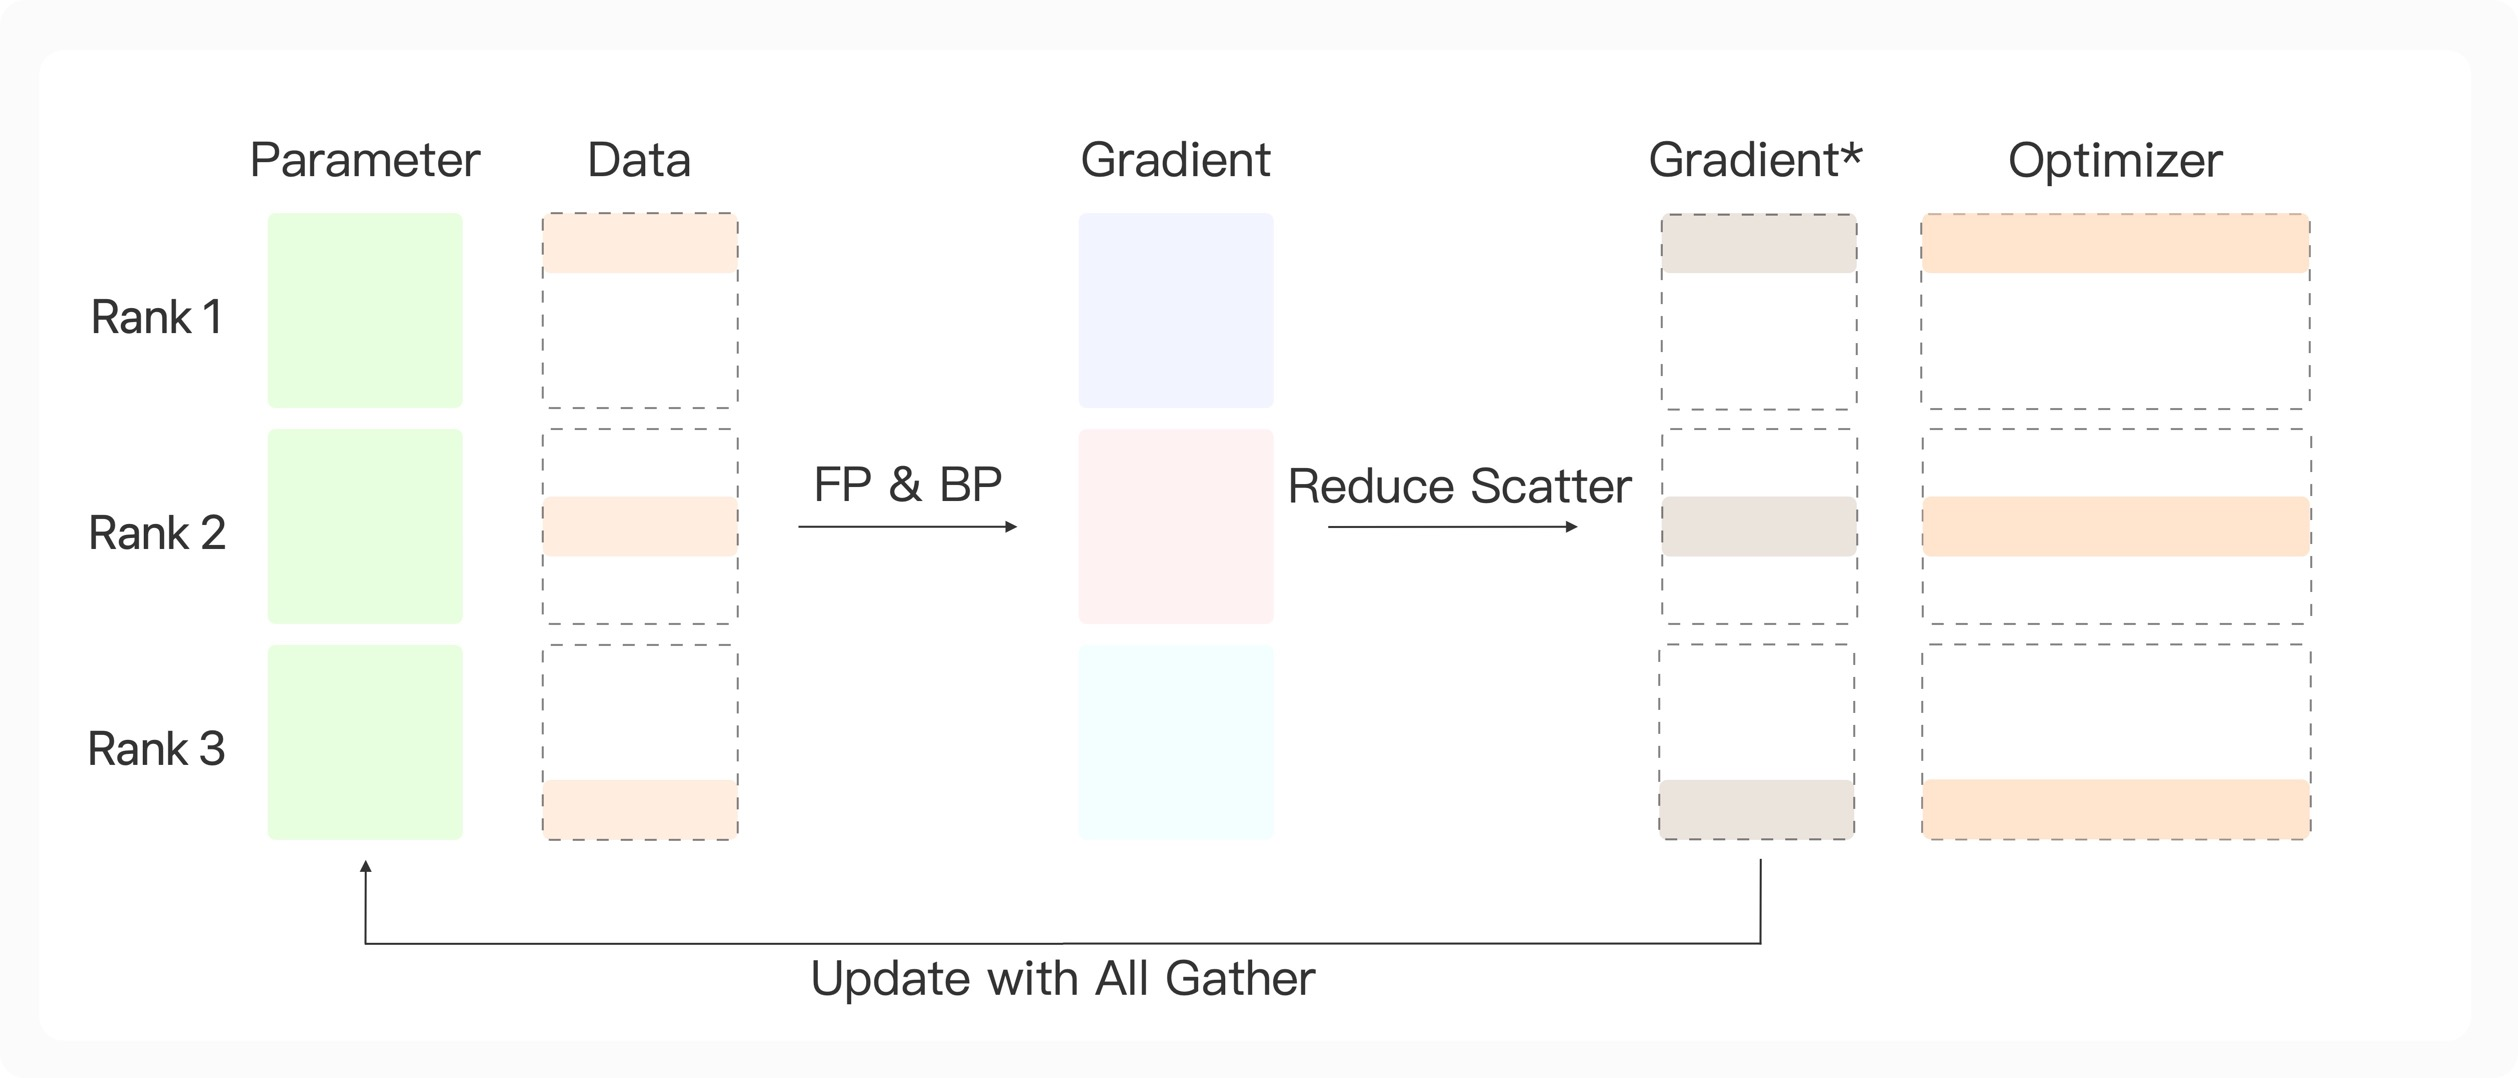 Parameter
Data
Gradient
Gradient*
Optimizer
Rank 1
FP & BP
Reduce Scatter
Rank 2
Rank 3
Update with All Gather